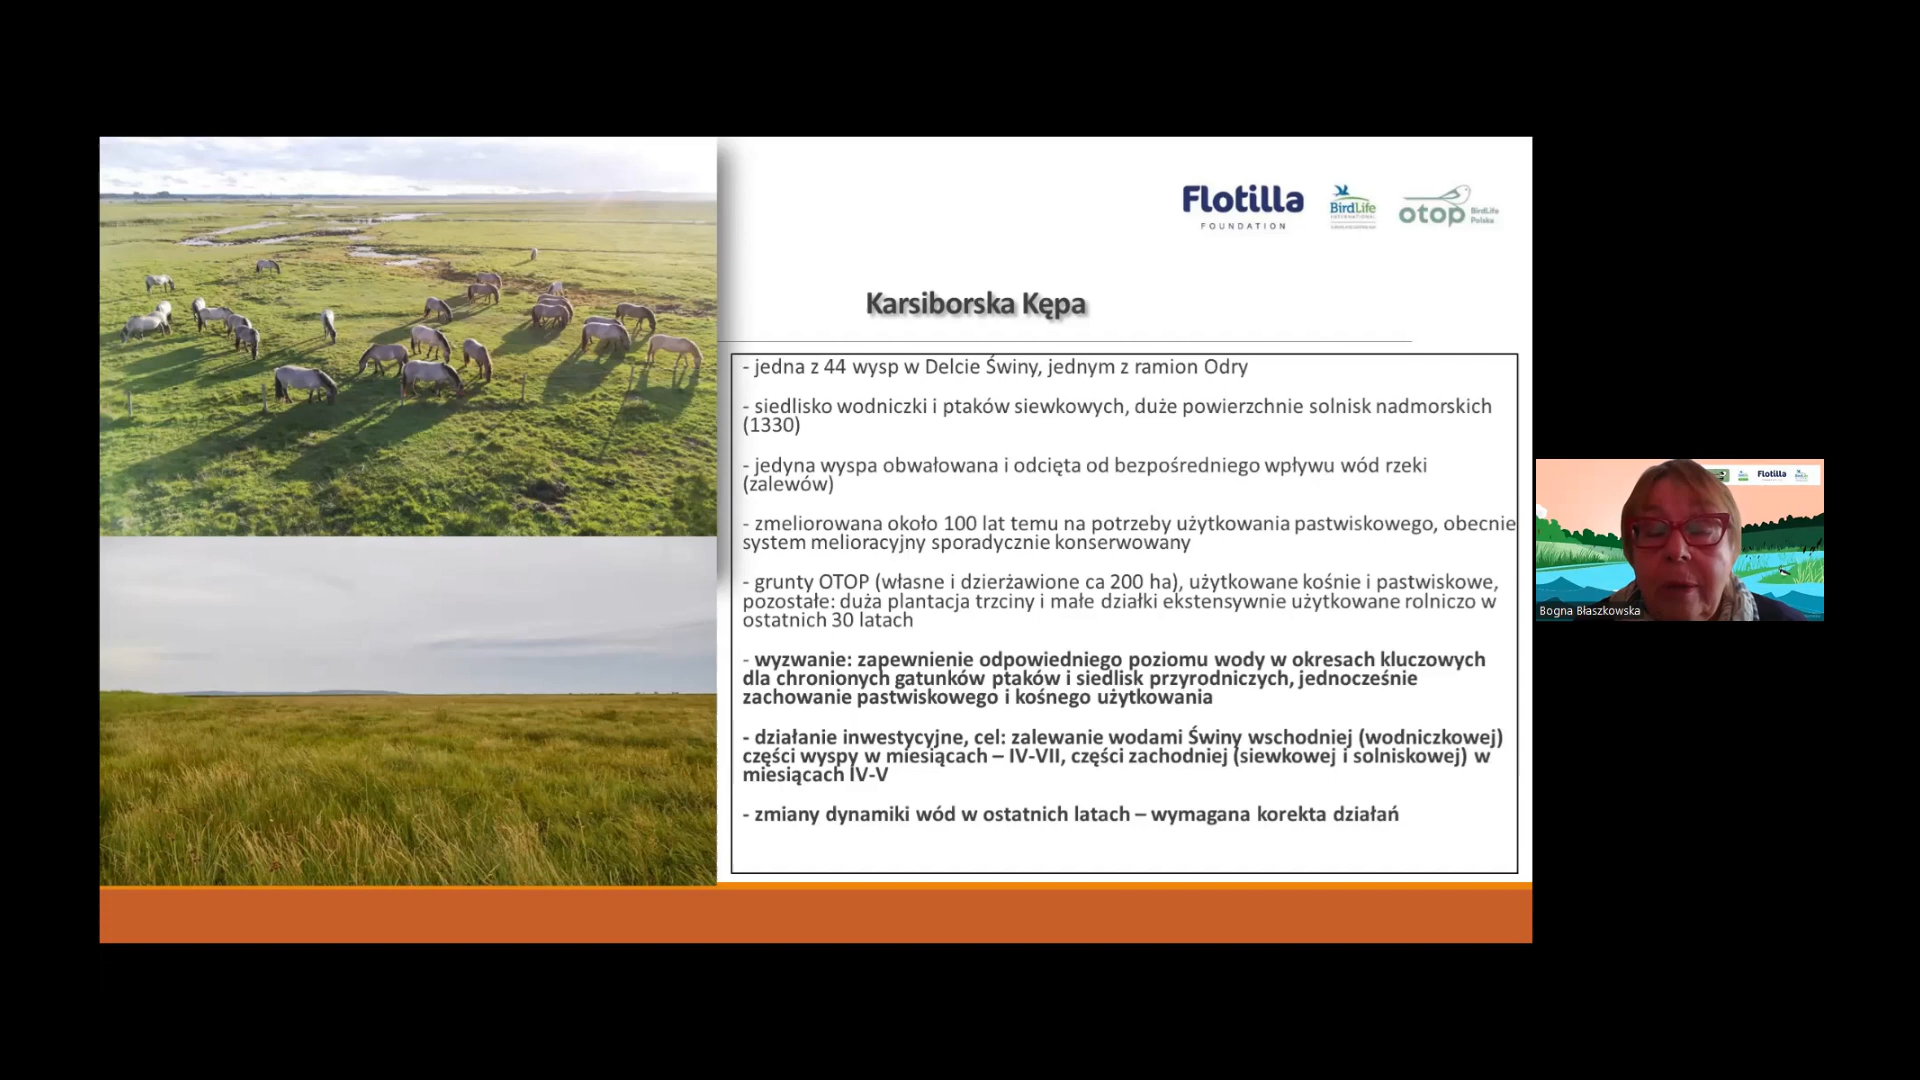 Flotilla
FOUNDATION
BirdLife
INTERNATIONAL
otop
BirdLife
Polska
Karsiborska Kępa
- jedna z 44 wysp w Delcie Świny, jednym z ramion Odry
- siedlisko wodniczki i ptaków siewkowych, duże powierzchnie solnisk nadmorskich
(1330)
- jedyna wyspa obwałowana i odcięta od bezpośredniego wpływu wód rzeki
(zalewów)
- zmeliorowana około 100 lat temu na potrzeby użytkowania pastwiskowego, obecnie
system melioracyjny sporadycznie konserwowany
- grunty OTOP (własne i dzierżawione ca 200 ha), użytkowane kośnie i pastwiskowe,
pozostałe: duża plantacja trzciny i małe działki ekstensywnie użytkowane rolniczo w
ostatnich 30 latach
- wyzwanie: zapewnienie odpowiedniego poziomu wody w okresach kluczowych
dla chronionych gatunków ptaków i siedlisk przyrodniczych, jednocześnie
zachowanie pastwiskowego i kośnego użytkowania
- działanie inwestycyjne, cel: zalewanie wodami Świny wschodniej (wodniczkowej)
części wyspy w miesiącach – IV-VII, części zachodniej (siewkowej i solniskowej) w
miesiącach IV-V
- zmiany dynamiki wód w ostatnich latach – wymagana korekta działań
Flotilla
Bogna Błaszkowska